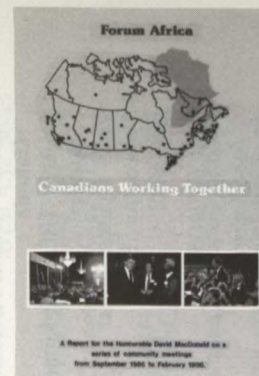 Forum Africa
Canadians Working Together
A Report for the Honourable David MacDonald on a
series of community meetings
from September 1985 to February 1986.